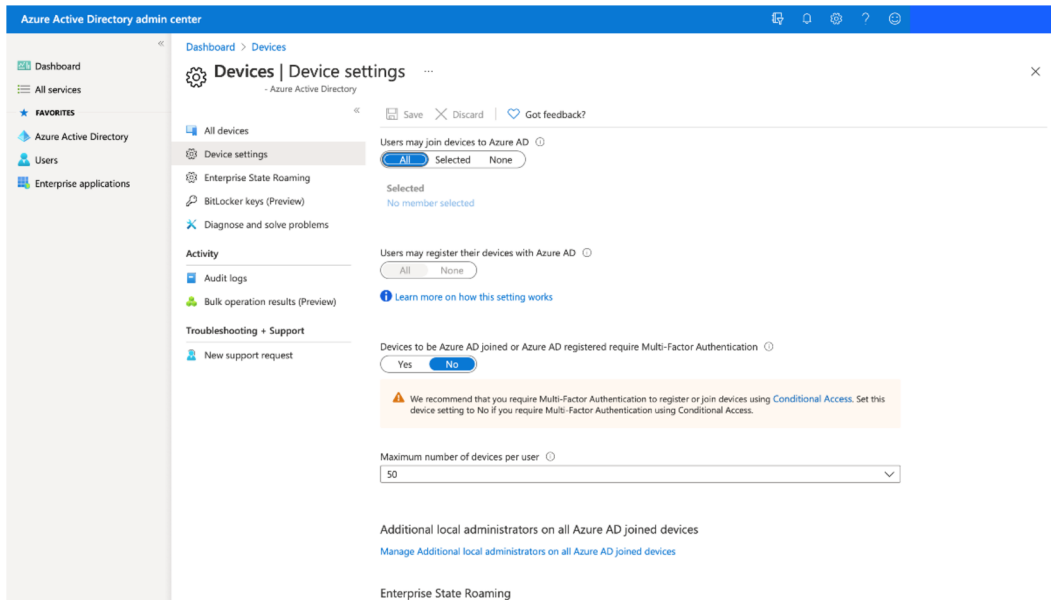 Azure Active Directory admin center
Dashboard
All services
FAVORITES
Azure Active Directory
Users
Enterprise applications
Dashboard > Devices
Devices | Device settings ...
- Azure Active Directory
All devices
Device settings
Enterprise State Roaming
BitLocker keys (Preview)
Diagnose and solve problems
Activity
Audit logs
Bulk operation results (Preview)
Troubleshooting + Support
New support request
Save Discard Got feedback?
Users may join devices to Azure AD
All Selected None
Selected
No member selected
Users may register their devices with Azure AD
All None
Learn more on how this setting works
Devices to be Azure AD joined or Azure AD registered require Multi-Factor Authentication
Yes No
We recommend that you require Multi-Factor Authentication to register or join devices using Conditional Access. Set this
device setting to No if you require Multi-Factor Authentication using Conditional Access.
Maximum number of devices per user
50
Additional local administrators on all Azure AD joined devices
Manage Additional local administrators on all Azure AD joined devices
Enterprise State Roaming